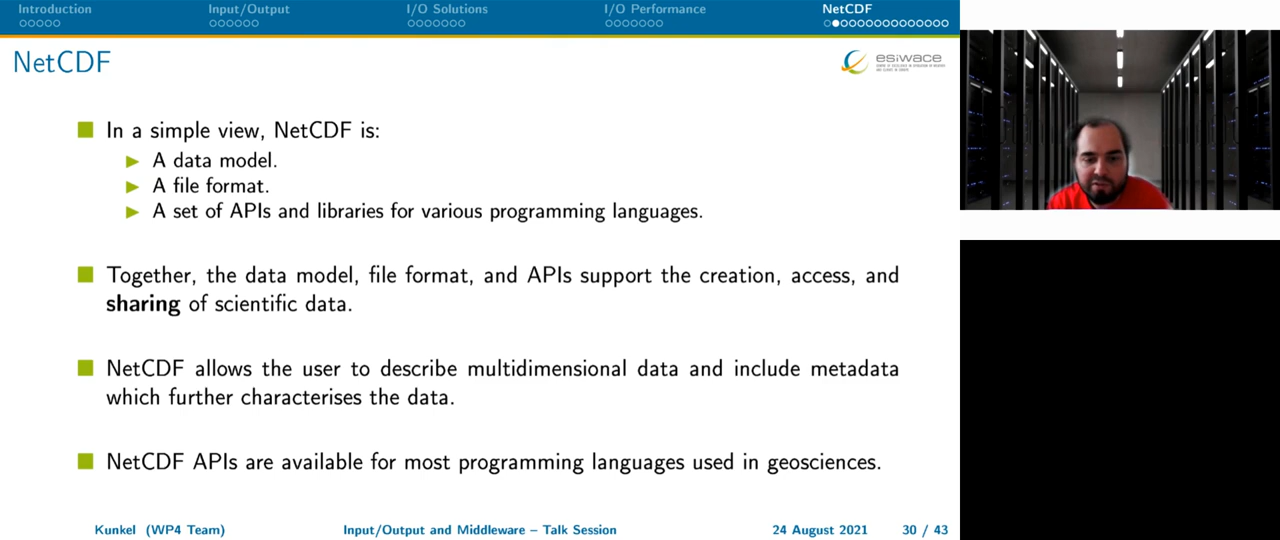 Introduction Input/Output I/O Solutions I/O Performance NetCDF
NetCDF
esiwace
In a simple view, NetCDF is:
A data model.
A file format.
A set of APIs and libraries for various programming languages.
Together, the data model, file format, and APIs support the creation, access, and
sharing of scientific data.
NetCDF allows the user to describe multidimensional data and include metadata
which further characterises the data.
NetCDF APIs are available for most programming languages used in geosciences.
Kunkel (WP4 Team) Input/Output and Middleware – Talk Session 24 August 2021 30 / 43